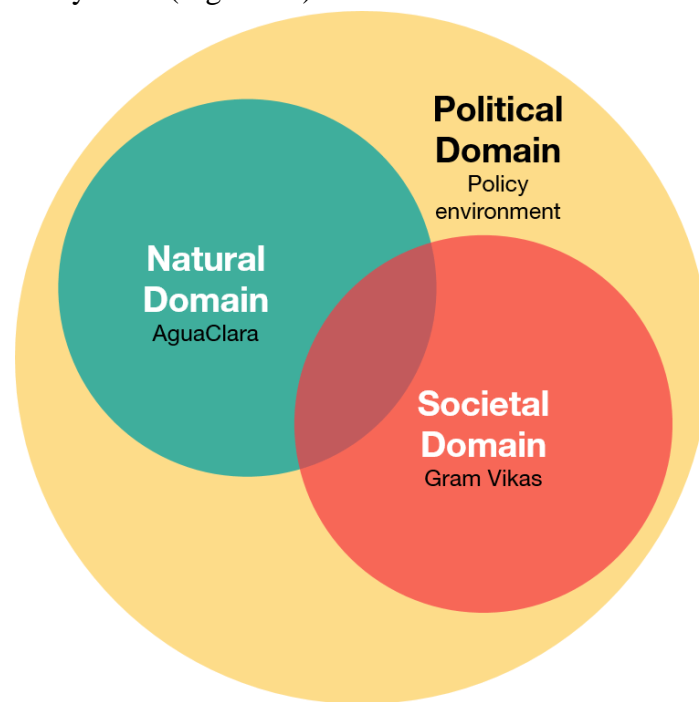 Political
Domain
Policy
environment
Natural
Domain
AguaClara
Societal
Domain
Gram Vikas